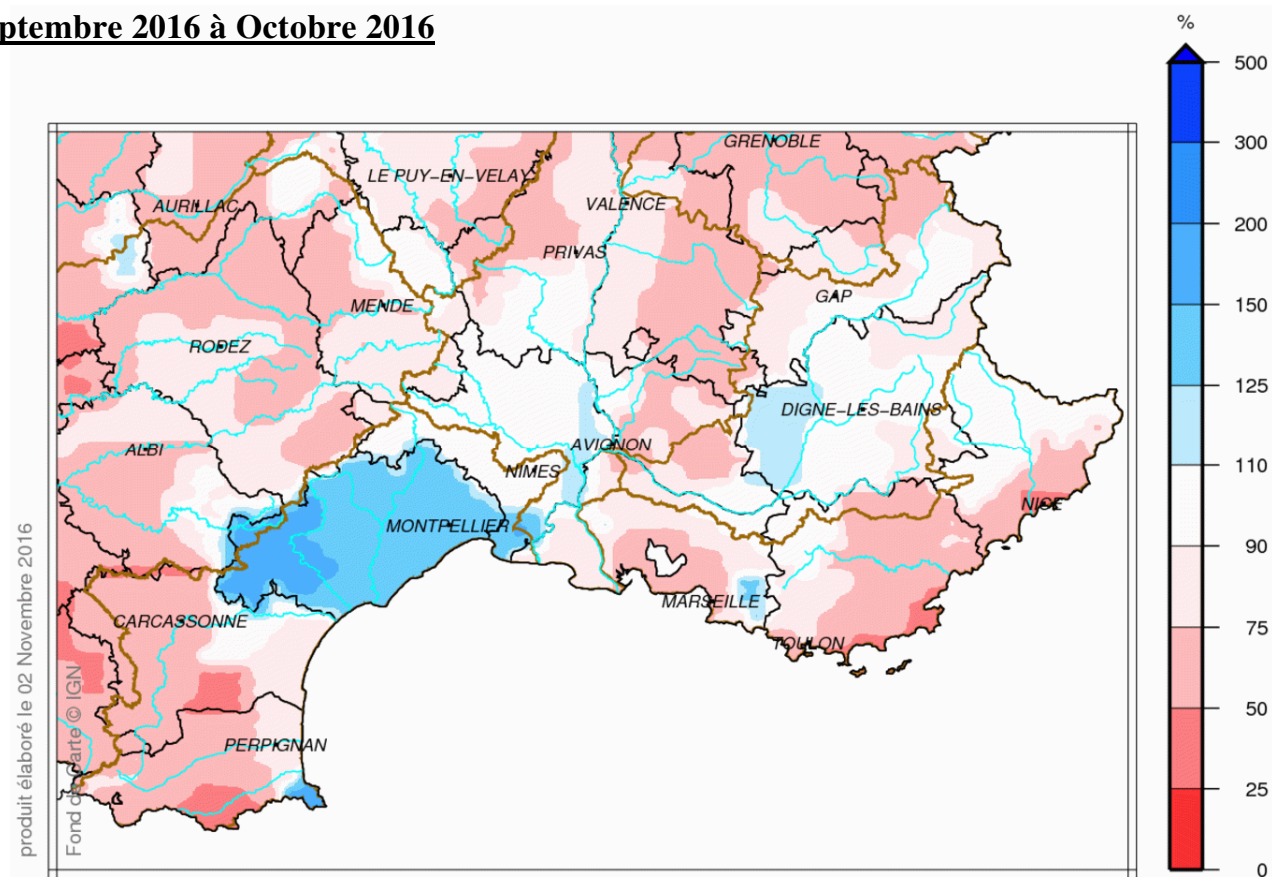 ptembre 2016 à Octobre 2016
%
500
300
200
150
125
110
90
75
50
25
0
GRENOBLE
LE PUY-EN-VELAY
AURILLAC
VALENCE
PRIVAS
GAP
MENDE
RODEZ
DIGNE-LES-BAINS
ALBI
AVIGNON
NIMES
NICE
MONTPELLIER
MARSEILLE
CARCASSONNE
TOULON
PERPIGNAN
produit élaboré le 02 Novembre 2016
Fond de Carte © IGN